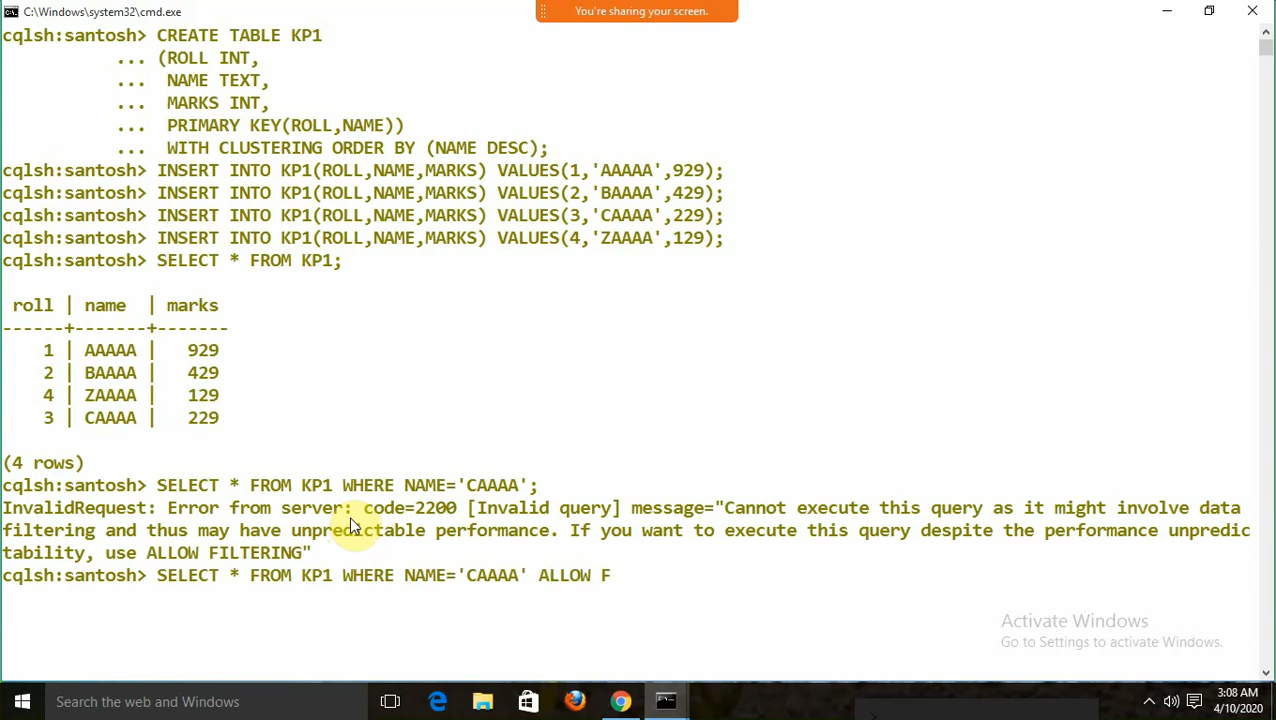 C:\Windows\system32\cmd.exe
You're sharing your screen.
cqlsh:santosh> CREATE TABLE KP1
... (ROLL INT,
... NAME TEXT,
... MARKS INT,
... PRIMARY KEY(ROLL,NAME))
... WITH CLUSTERING ORDER BY (NAME DESC);
cqlsh:santosh> INSERT INTO KP1(ROLL,NAME,MARKS) VALUES(1,'AAAAA',929);
cqlsh:santosh> INSERT INTO KP1(ROLL,NAME,MARKS) VALUES(2,'BAAAA',429);
cqlsh:santosh> INSERT INTO KP1(ROLL,NAME,MARKS) VALUES(3,'CAAAA',229);
cqlsh:santosh> INSERT INTO KP1(ROLL,NAME,MARKS) VALUES(4,'ZAAAA',129);
cqlsh:santosh> SELECT * FROM KP1;
roll | name | marks
------+-------+-------
1 | AAAAA | 929
2 | BAAAA | 429
4 | ZAAAA | 129
3 | CAAAA | 229
(4 rows)
cqlsh:santosh> SELECT * FROM KP1 WHERE NAME='CAAAA';
InvalidRequest: Error from server: code=2200 [Invalid query] message="Cannot execute this query as it might involve data
filtering and thus may have unpredictable performance. If you want to execute this query despite the performance unpredic
tability, use ALLOW FILTERING"
cqlsh:santosh> SELECT * FROM KP1 WHERE NAME='CAAAA' ALLOW F
Activate Windows
Go to Settings to activate Windows.
Search the web and Windows
3:08 AM
4/10/2020